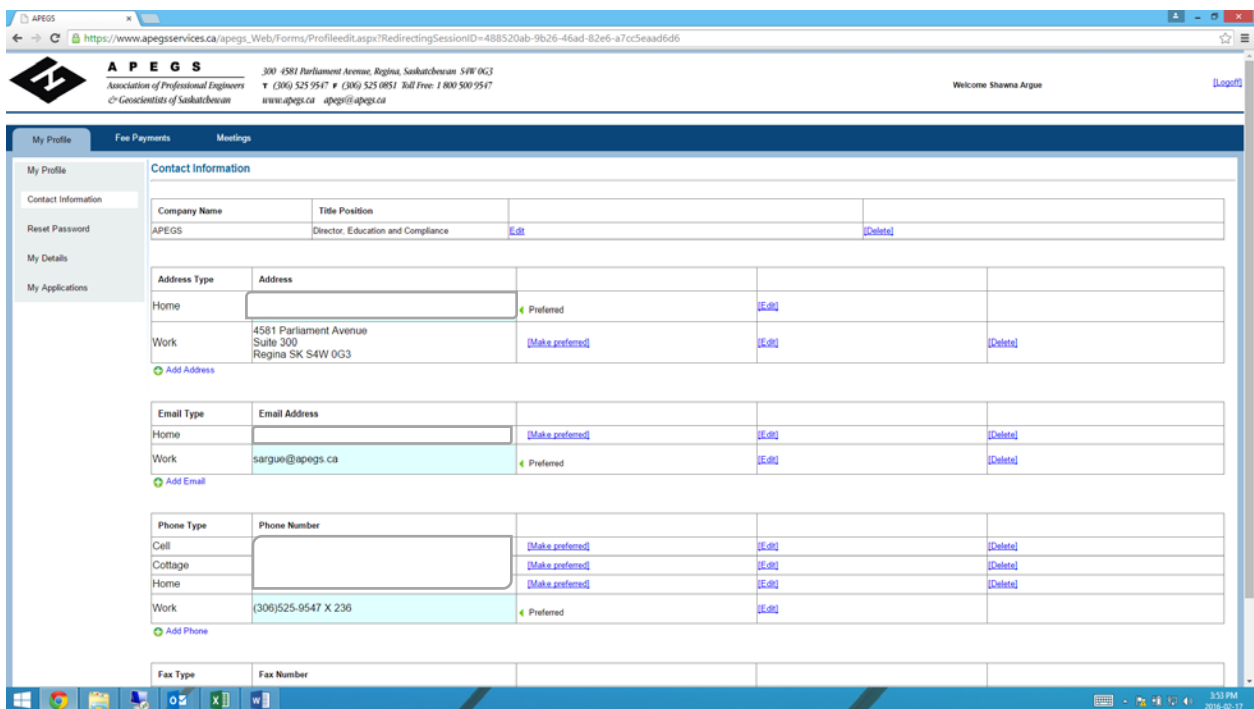 APEGS
https://www.apegsservices.ca/apegs_Web/Forms/Profileedit.aspx?RedirectingSessionID=488520ab-9b26-46ad-82e6-a7cc5eaad6d6
A P E G S
Association of Professional Engineers
& Geoscientists of Saskatchewan
300 4581 Parliament Avenue, Regina, Saskatchewan S4W 0G3
T (306) 525 9547 F (306) 525 0851 Toll Free: 1 800 500 9547
www.apegs.ca apegs@apegs.ca
Welcome Shawna Argue
[Logoff]
My Profile Fee Payments Meetings
My Profile
Contact Information
Reset Password
My Details
My Applications
Contact Information
Company Name Title Position
APEGS Director, Education and Compliance Edit [Delete]
Address Type Address
Home Preferred [Edit]
4581 Parliament Avenue
Work Suite 300 [Make preferred] [Edit] [Delete]
Regina SK S4W 0G3
Add Address
Email Type Email Address
Home [Make preferred] [Edit] [Delete]
Work sargue@apegs.ca Preferred [Edit] [Delete]
Add Email
Phone Type Phone Number
Cell [Make preferred] [Edit] [Delete]
Cottage [Make preferred] [Edit] [Delete]
Home [Make preferred] [Edit] [Delete]
Work (306)525-9547 X 236 Preferred [Edit]
Add Phone
Fax Type Fax Number
3:53 PM
2016-02-17